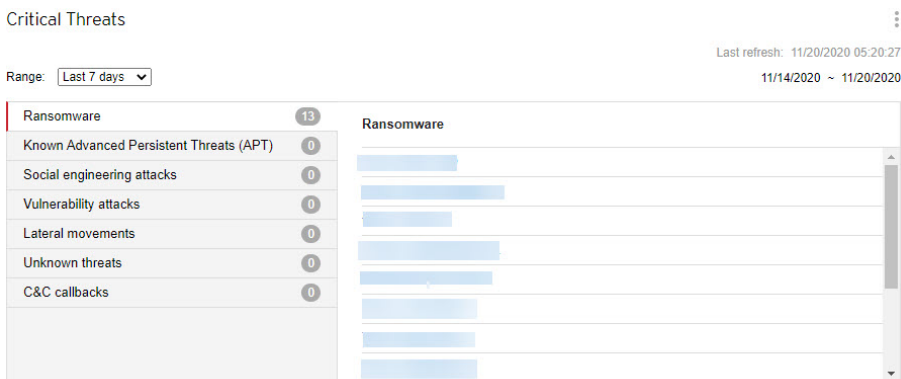 Critical Threats
Last refresh: 11/20/2020 05:20:27
Range: Last 7 days
11/14/2020 ~ 11/20/2020
Ransomware 13
Known Advanced Persistent Threats (APT) 0
Social engineering attacks 0
Vulnerability attacks 0
Lateral movements 0
Unknown threats 0
C&C callbacks 0
Ransomware